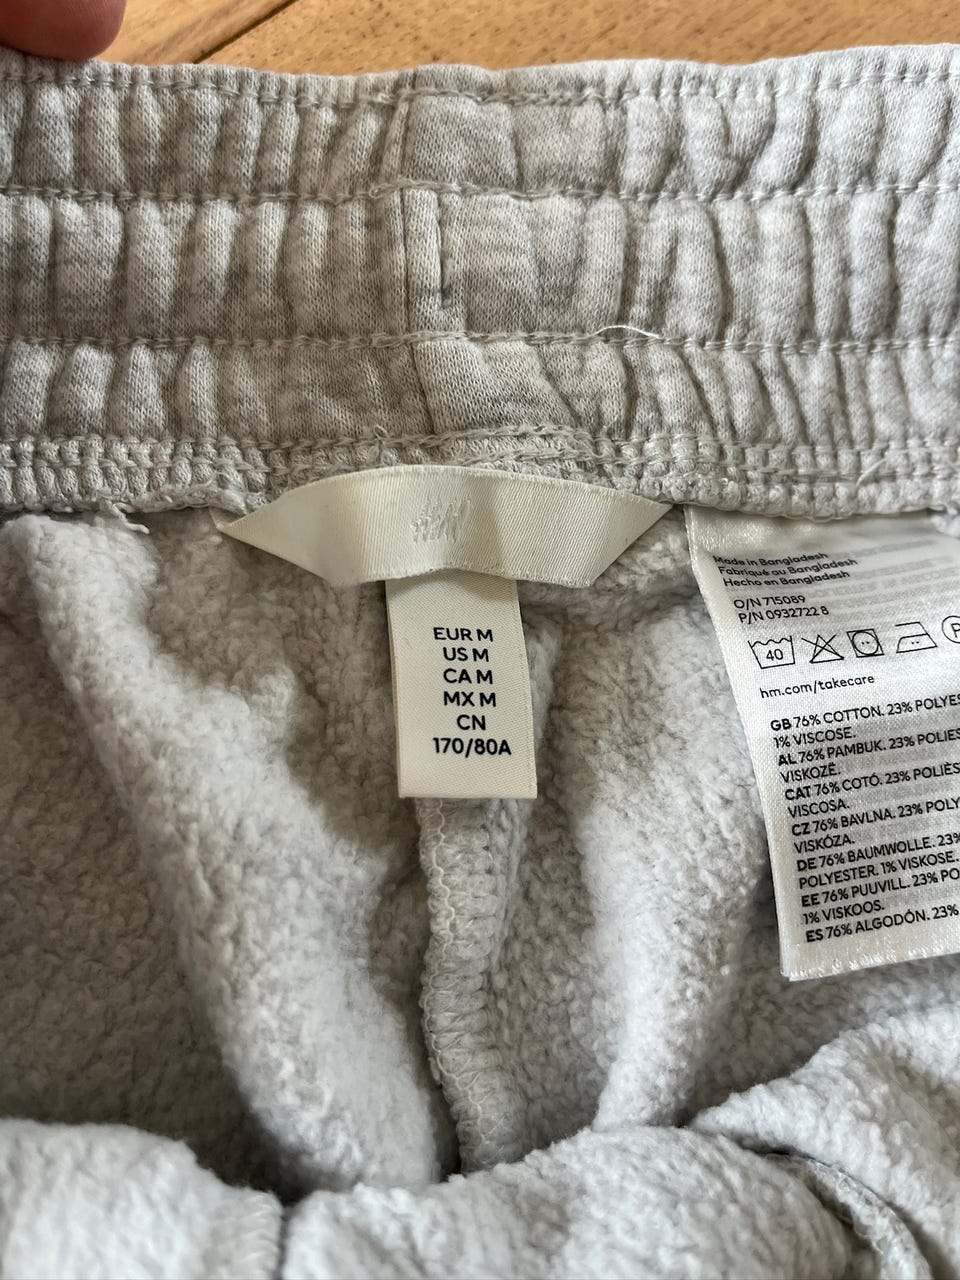 H&M
EUR M
US M
CA M
MX M
CN
170/80A
Made in Bangladesh
Fabriqué au Bangladesh
Hecho en Bangladesh
O/N 715089
P/N 0932722 8
40
P
hm.com/takecare
GB 76% COTTON. 23% POLYES
1% VISCOSE.
AL 76% PAMBUK. 23% POLIES
VISKOZË.
CAT 76% COTÓ. 23% POLIÈS
VISCOSA.
CZ 76% BAVLNA. 23% POLY
VISKÓZA.
DE 76% BAUMWOLLE. 23%
POLYESTER. 1% VISKOSE.
EE 76% PUUVILL. 23% PO
1% VISKOOS.
ES 76% ALGODÓN. 23%